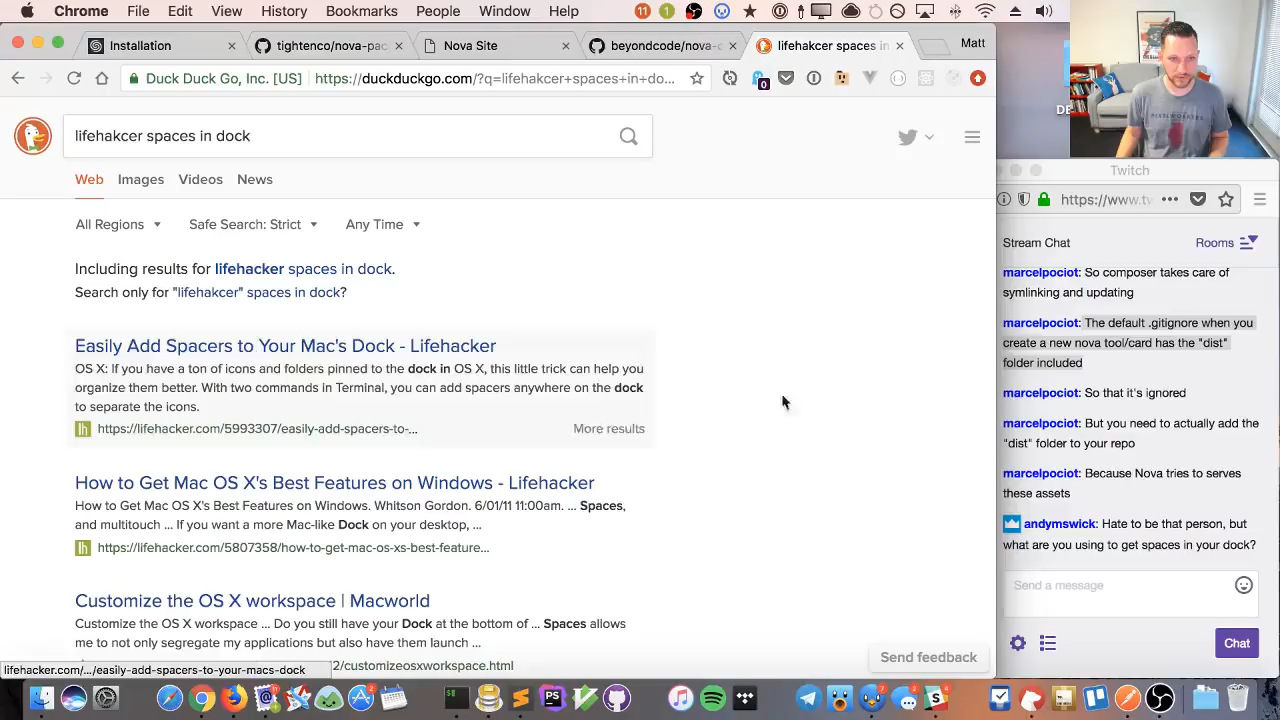 Chrome File Edit View History Bookmarks People Window Help
11 1
Installation
tightenco/nova-pac
Nova Site
beyondcode/nova-c
lifehakcer spaces in
Matt
Duck Duck Go, Inc. [US] https://duckduckgo.com/?q=lifehakcer+spaces+in+do...
0
lifehakcer spaces in dock
Web Images Videos News
All Regions Safe Search: Strict Any Time
Including results for lifehacker spaces in dock.
Search only for "lifehakcer" spaces in dock?
Easily Add Spacers to Your Mac's Dock - Lifehacker
OS X: If you have a ton of icons and folders pinned to the dock in OS X, this little trick can help you
organize them better. With two commands in Terminal, you can add spacers anywhere on the dock
to separate the icons.
https://lifehacker.com/5993307/easily-add-spacers-to-...
More results
How to Get Mac OS X's Best Features on Windows - Lifehacker
How to Get Mac OS X's Best Features on Windows. Whitson Gordon. 6/01/11 11:00am. ... Spaces,
and multitouch ... If you want a more Mac-like Dock on your desktop, ...
https://lifehacker.com/5807358/how-to-get-mac-os-xs-best-feature...
Customize the OS X workspace | Macworld
Customize the OS X workspace ... Do you still have your Dock at the bottom of ... Spaces allows
me to not only segregate my applications but also have them launch ...
2/customizeosxworkspace.html
lifehacker.com/.../easily-add-spacers-to-your-macs-dock
Send feedback
DE
PIXELWORKERS
Twitch
https://www.tw
Stream Chat
Rooms
marcelpociot: So composer takes care of
symlinking and updating
marcelpociot: The default .gitignore when you
create a new nova tool/card has the "dist"
folder included
marcelpociot: So that it's ignored
marcelpociot: But you need to actually add the
"dist" folder to your repo
marcelpociot: Because Nova tries to serve
these assets
andymswick: Hate to be that person, but
what are you using to get spaces in your dock?
Send a message
Chat